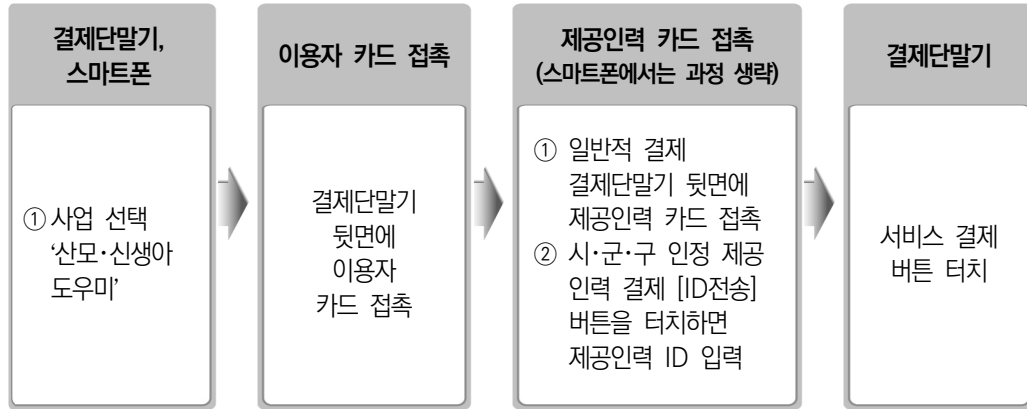 결제단말기,
스마트폰
① 사업 선택
‘산모·신생아
도우미’
이용자 카드 접촉
결제단말기
뒷면에
이용자
카드 접촉
제공인력 카드 접촉
(스마트폰에서는 과정 생략)
① 일반적 결제
결제단말기 뒷면에
제공인력 카드 접촉
② 시·군·구 인정 제공
인력 결제 [ID전송]
버튼을 터치하면
제공인력 ID 입력
결제단말기
서비스 결제
버튼 터치